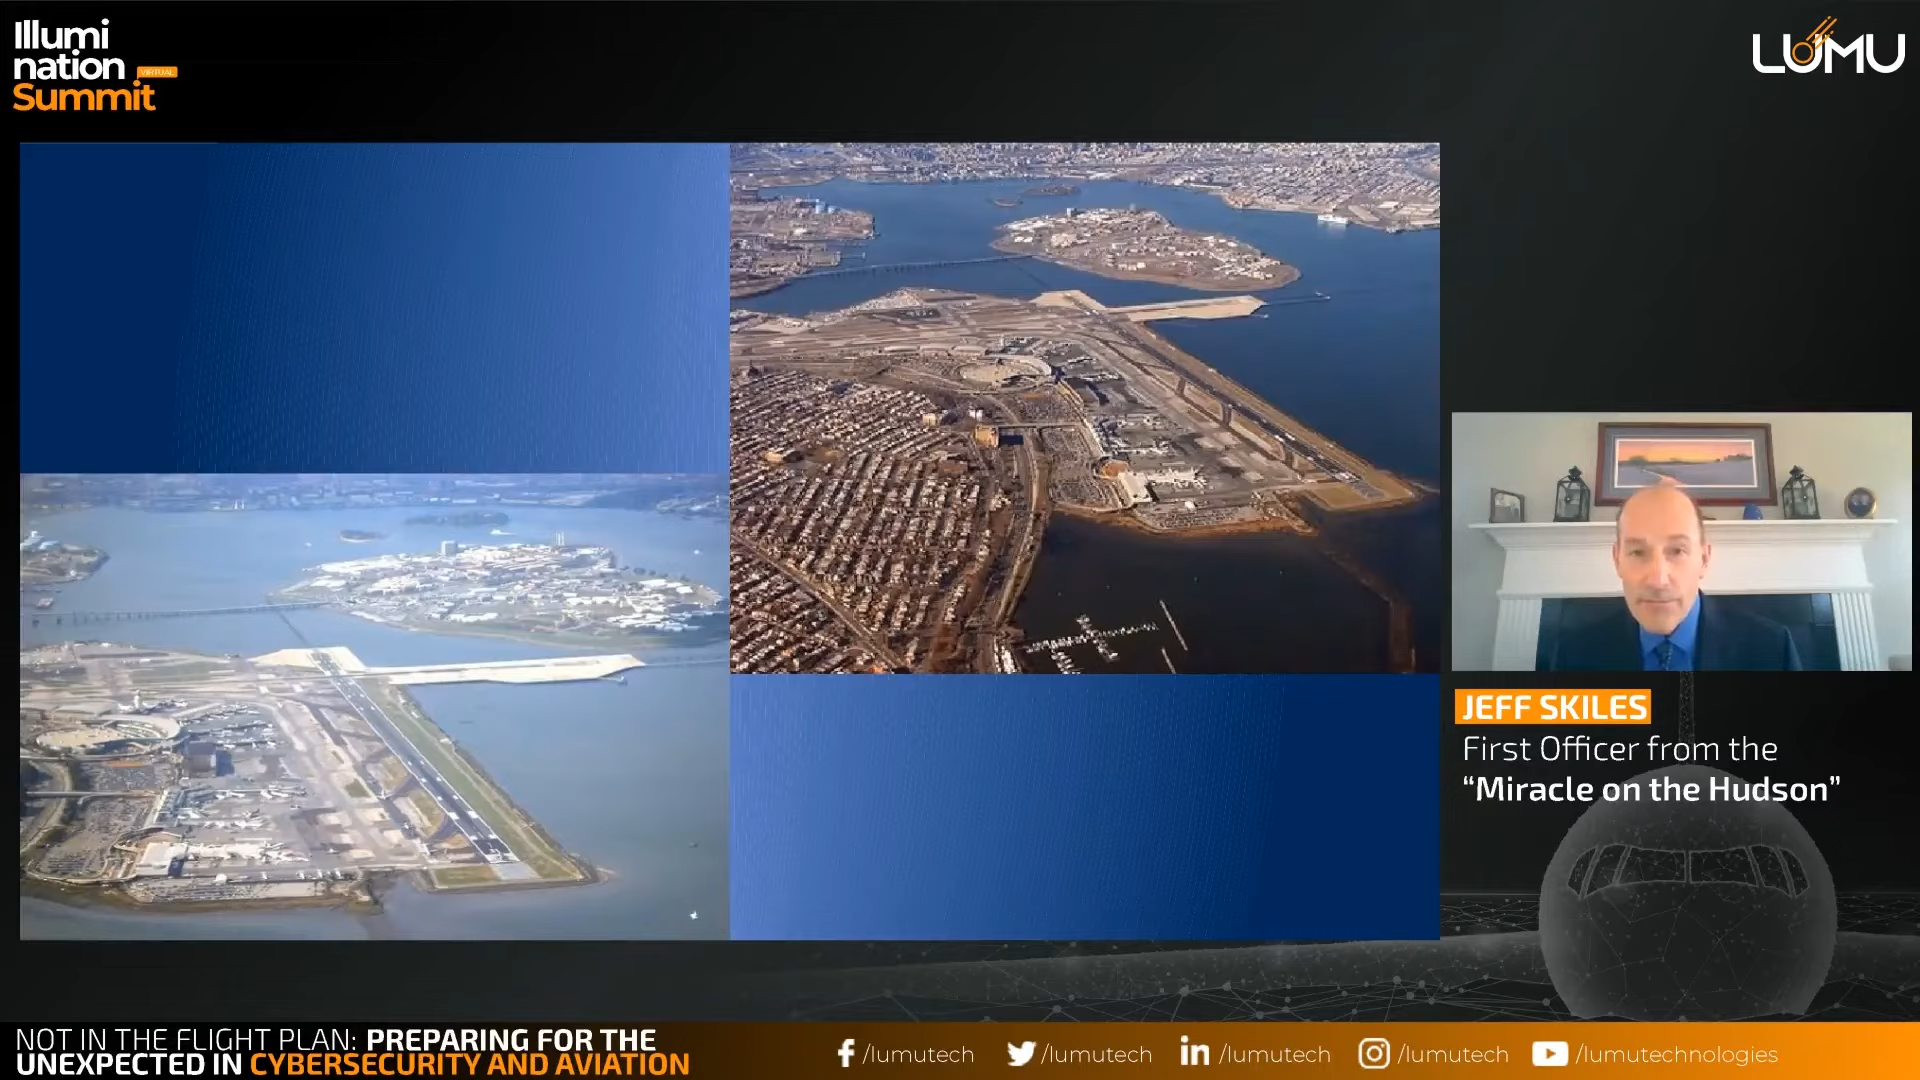 Illumi
nation VIRTUAL
Summit
LUMU
JEFF SKILES
First Officer from the
“Miracle on the Hudson”
NOT IN THE FLIGHT PLAN: PREPARING FOR THE
UNEXPECTED IN CYBERSECURITY AND AVIATION
/lumutech /lumutech /lumutech /lumutech /lumutechnologies